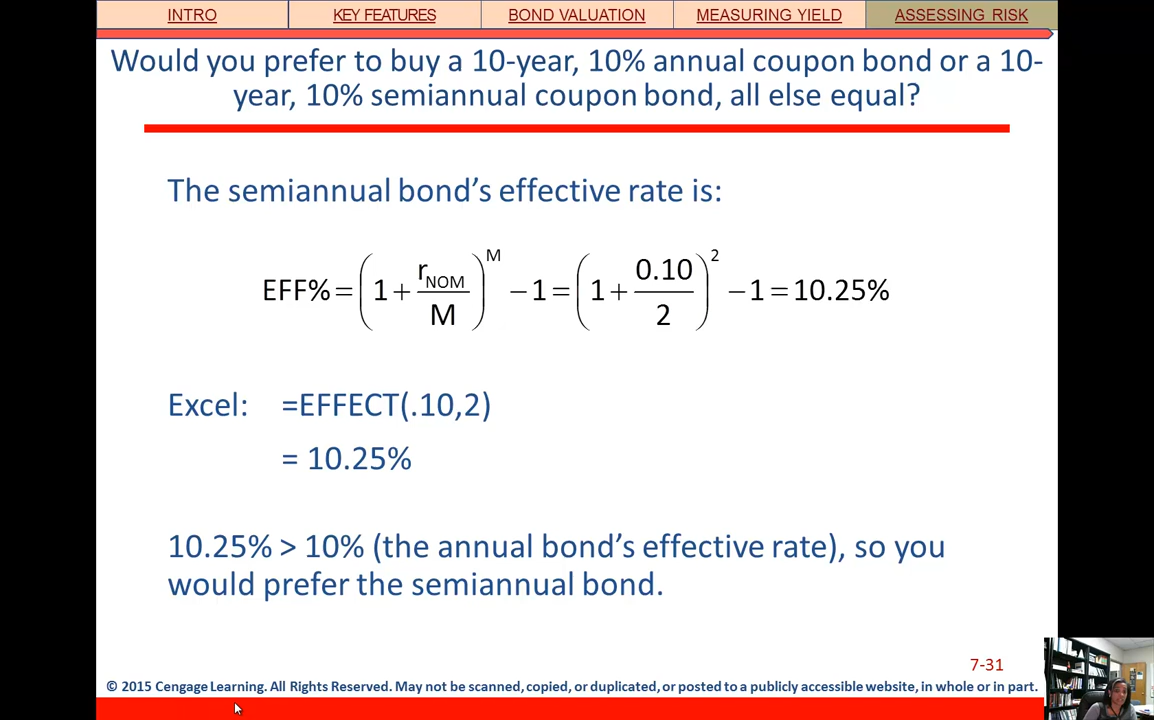 INTRO KEY FEATURES BOND VALUATION MEASURING YIELD ASSESSING RISK
Would you prefer to buy a 10-year, 10% annual coupon bond or a 10-
year, 10% semiannual coupon bond, all else equal?
The semiannual bond’s effective rate is:
EFF% = (1 + r_NOM / M)^M − 1 = (1 + 0.10 / 2)^2 − 1 = 10.25%
Excel: =EFFECT(.10,2)
= 10.25%
10.25% > 10% (the annual bond’s effective rate), so you
would prefer the semiannual bond.
7-31
© 2015 Cengage Learning. All Rights Reserved. May not be scanned, copied, or duplicated, or posted to a publicly accessible website, in whole or in part.